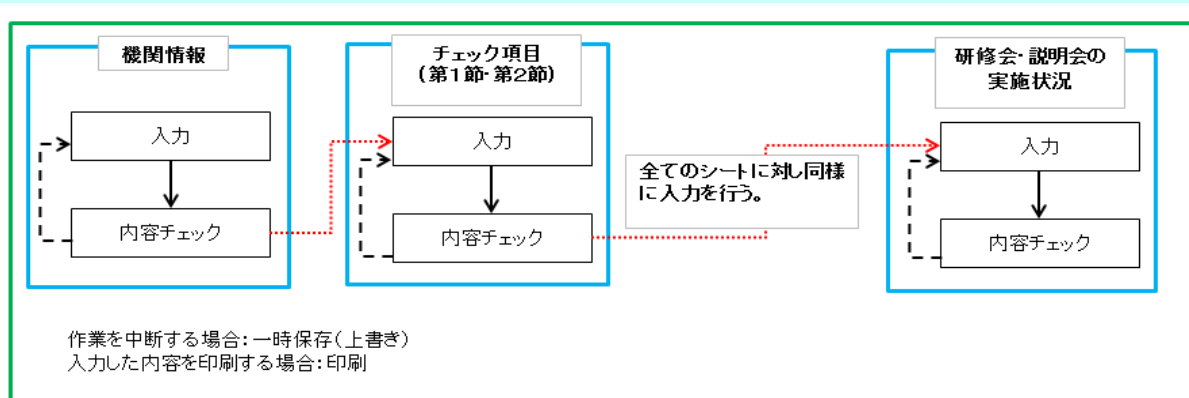 機関情報
入力
内容チェック
チェック項目
(第1節・第2節)
入力
内容チェック
全てのシートに対し同様
に入力を行う。
研修会・説明会の
実施状況
入力
内容チェック
作業を中断する場合:一時保存(上書き)
入力した内容を印刷する場合:印刷